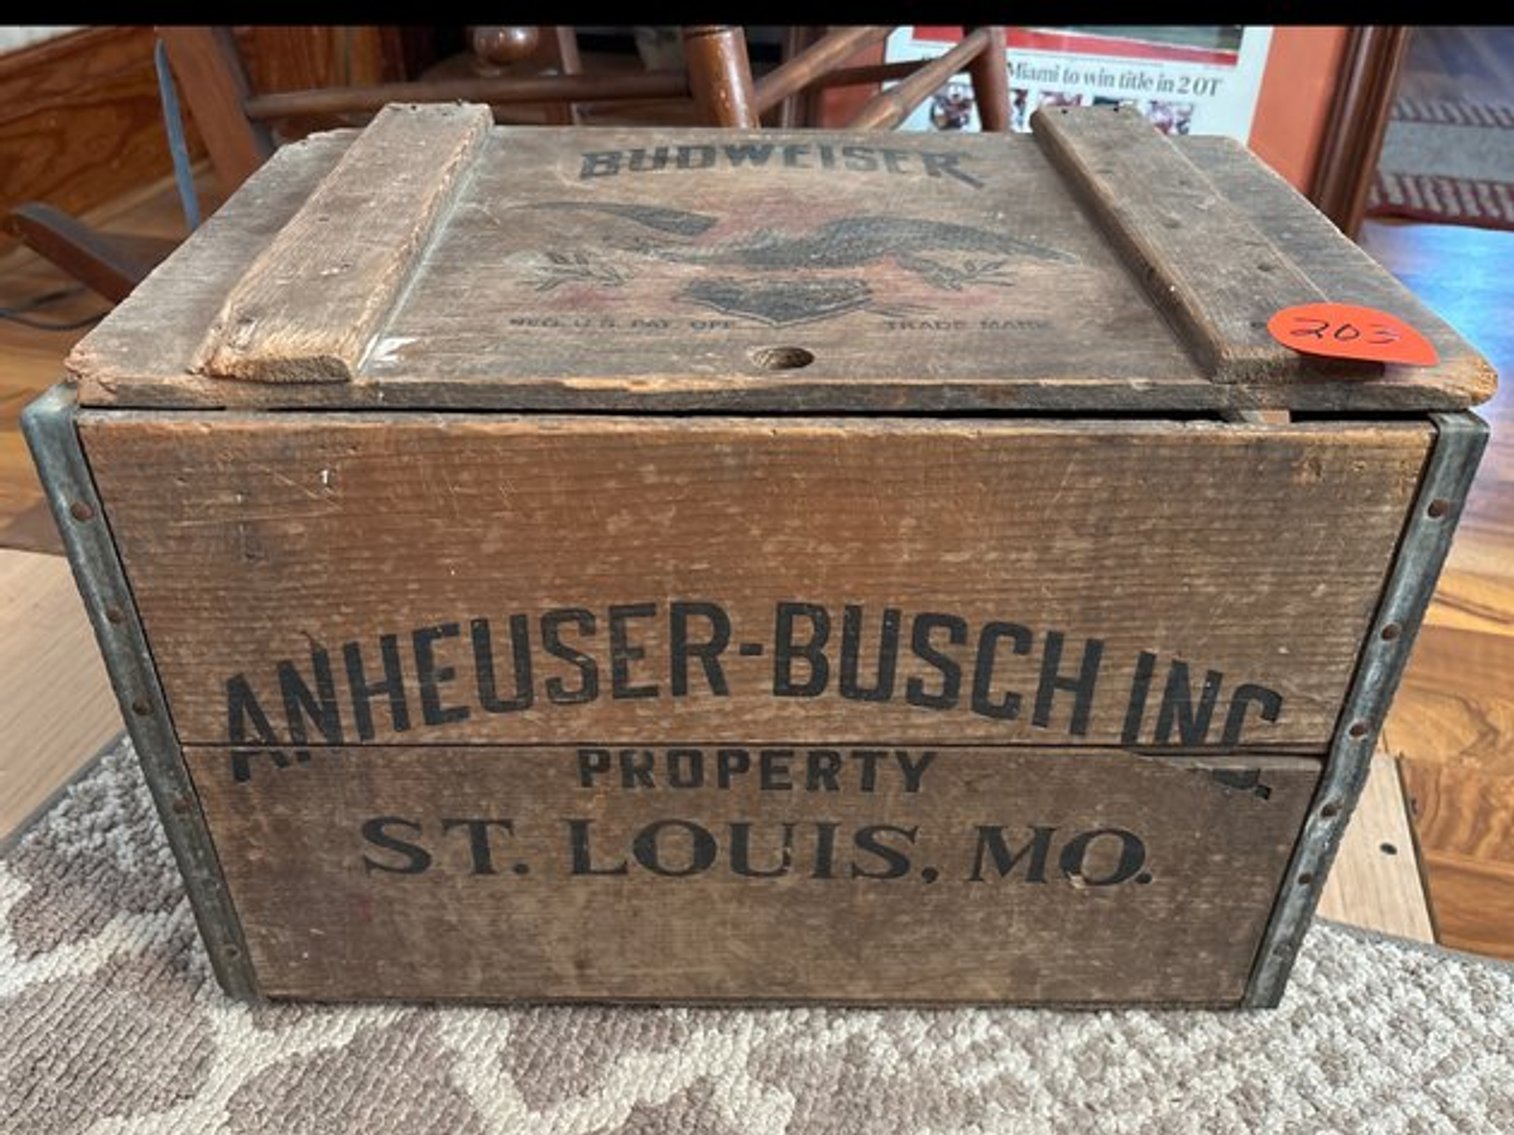 Miami to win title in 2 OT
BUDWEISER
REG. U.S. PAT. OFF. TRADE MARK
203
ANHEUSER-BUSCH INC.
PROPERTY
ST. LOUIS, MO.